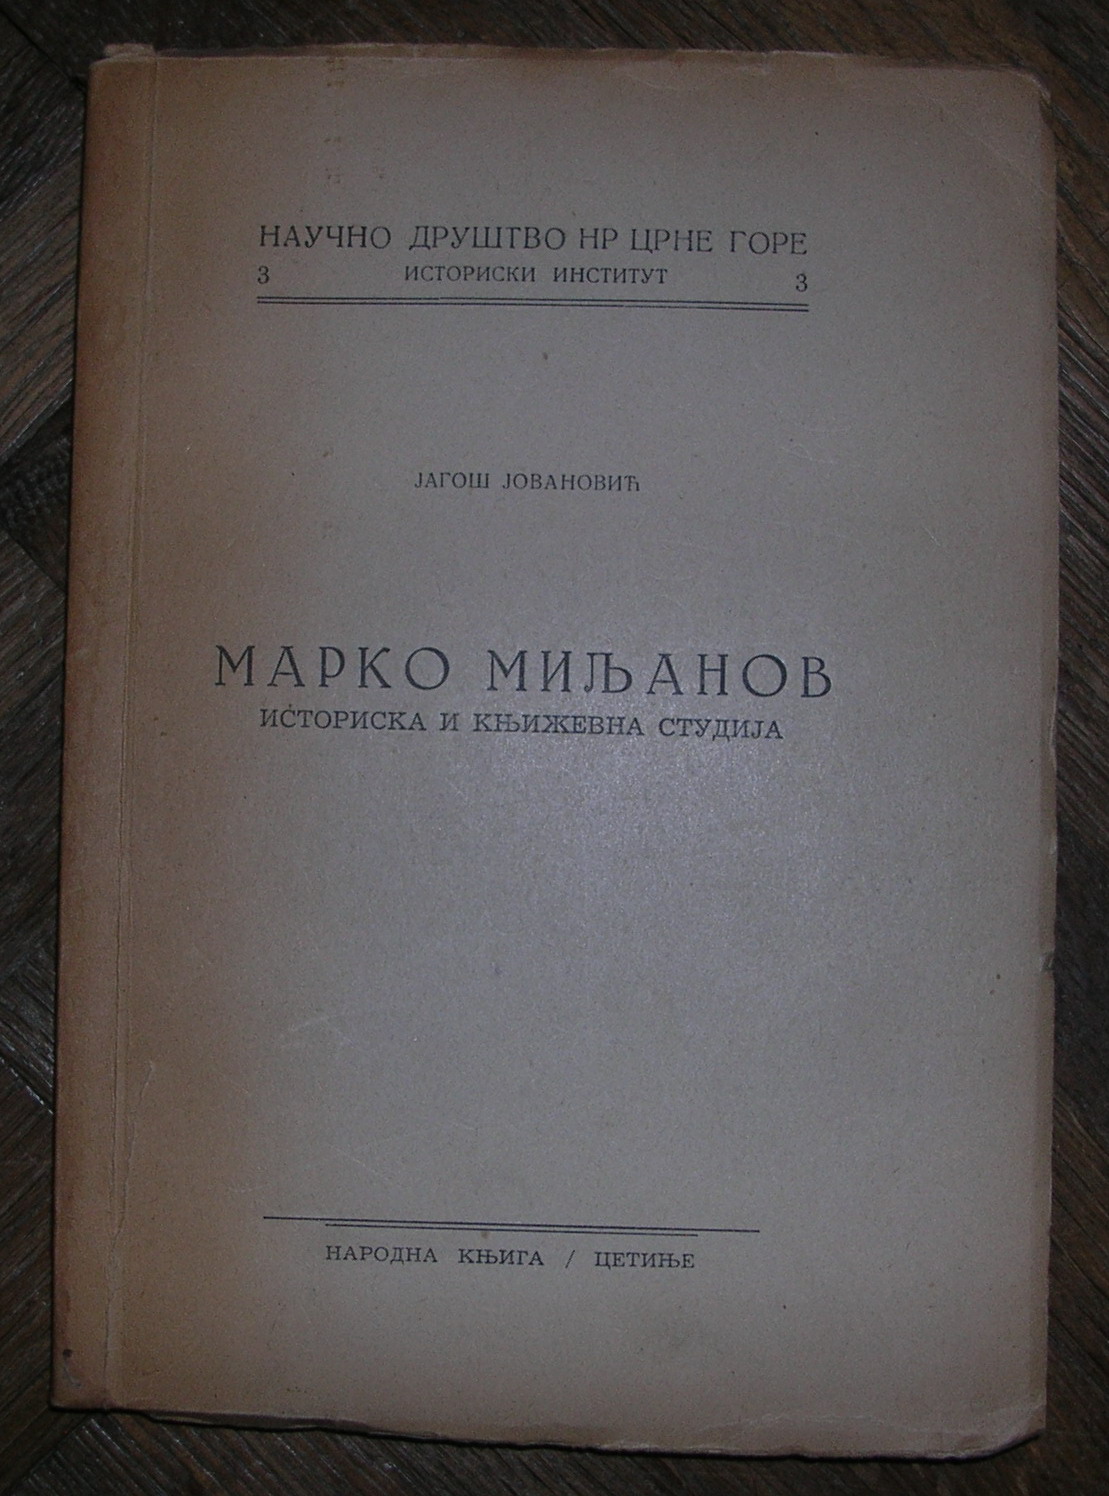 НАУЧНО ДРУШТВО НР ЦРНЕ ГОРЕ
3 ИСТОРИСКИ ИНСТИТУТ 3
ЈАГОШ ЈОВАНОВИЋ
МАРКО МИЉАНОВ
ИСТОРИСКА И КЊИЖЕВНА СТУДИЈА
НАРОДНА КЊИГА / ЦЕТИЊЕ